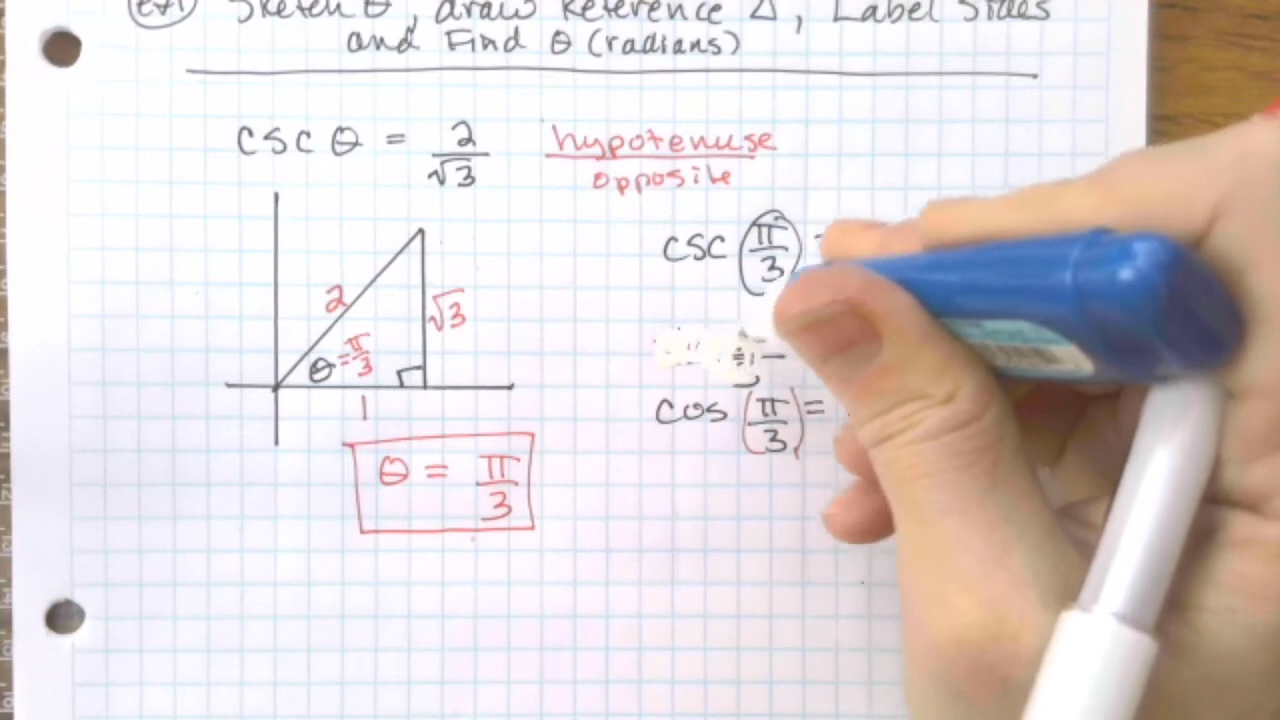 ex1 Sketch θ, draw Reference Δ, Label Sides
and Find θ (radians)
csc θ = 2/√3 hypotenuse/opposite
csc (π/3) =
2
√3
θ = π/3
1
cos (π/3) =
θ = π/3